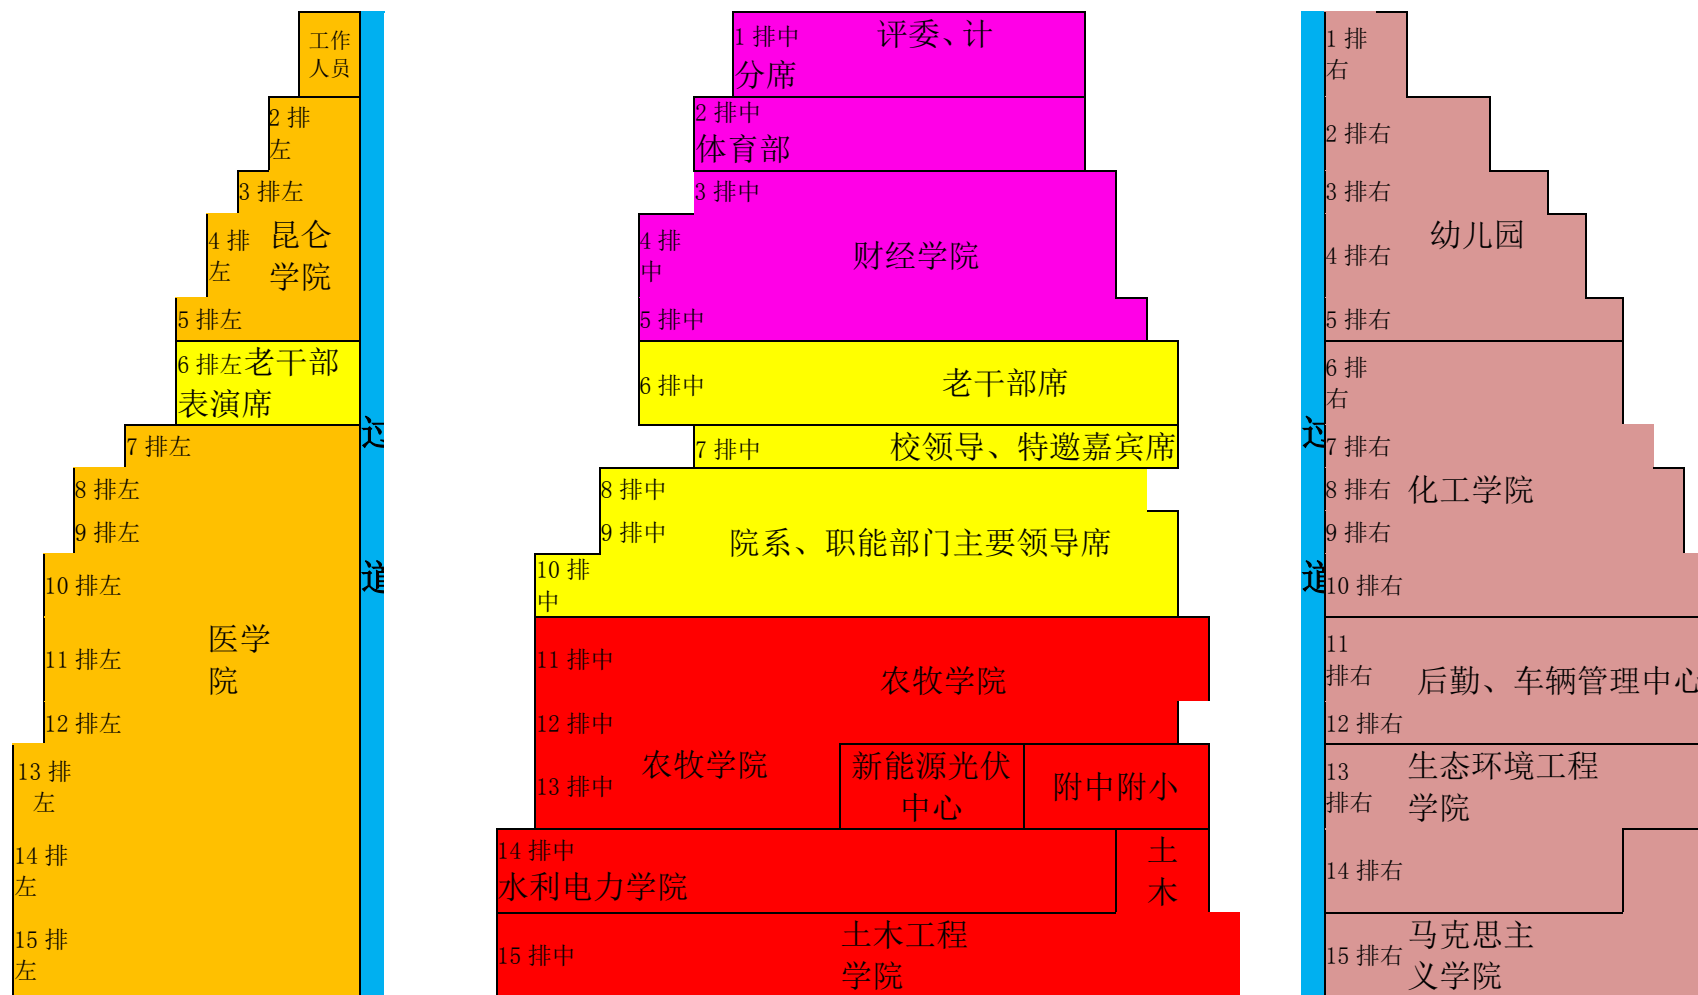 工作
人员
2 排
左
3 排左
4 排
左
昆仑
学院
5 排左
6 排左老干部
表演席
7 排左
8 排左
9 排左
10 排左
11 排左
医学
院
12 排左
13 排
左
14 排
左
15 排
左
过
道
1 排中 评委、计
分席
2 排中
体育部
3 排中
4 排
中
财经学院
5 排中
6 排中 老干部席
7 排中 校领导、特邀嘉宾席
8 排中
9 排中
院系、职能部门主要领导席
10 排
中
11 排中
农牧学院
12 排中
13 排中
农牧学院
新能源光伏
中心
附中附小
14 排中
水利电力学院
土
木
15 排中
土木工程
学院
过
道
1 排
右
2 排右
3 排右
4 排右
幼儿园
5 排右
6 排
右
7 排右
8 排右 化工学院
9 排右
10 排右
11
排右
后勤、车辆管理中心
12 排右
13
排右
生态环境工程
学院
14 排右
15 排右
马克思主
义学院